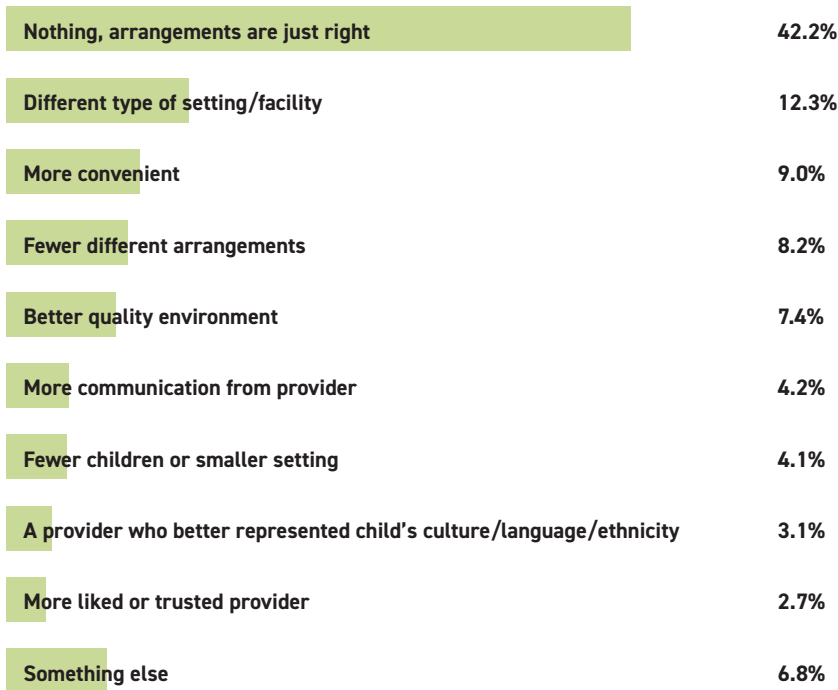 Nothing, arrangements are just right 42.2%
Different type of setting/facility 12.3%
More convenient 9.0%
Fewer different arrangements 8.2%
Better quality environment 7.4%
More communication from provider 4.2%
Fewer children or smaller setting 4.1%
A provider who better represented child’s culture/language/ethnicity 3.1%
More liked or trusted provider 2.7%
Something else 6.8%